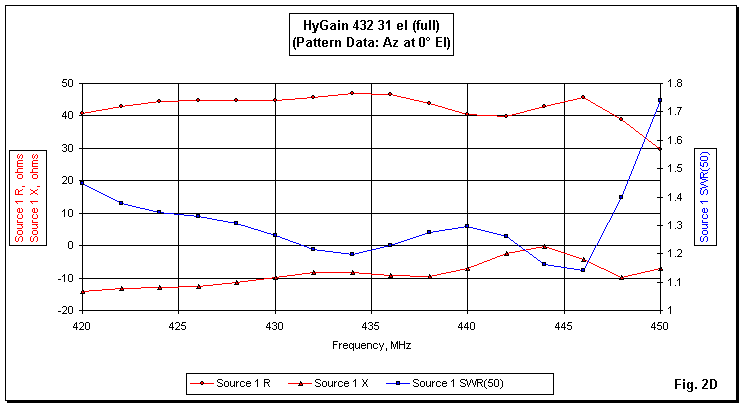 HyGain 432 31 el (full)
(Pattern Data: Az at 0° El)
Source 1 R, ohms
Source 1 X, ohms
50
40
30
20
10
0
-10
-20
1.8
1.7
1.6
1.5
1.4
1.3
1.2
1.1
1
Source 1 SWR(50)
420 425 430 435 440 445 450
Frequency, MHz
Source 1 R Source 1 X Source 1 SWR(50)
Fig. 2D